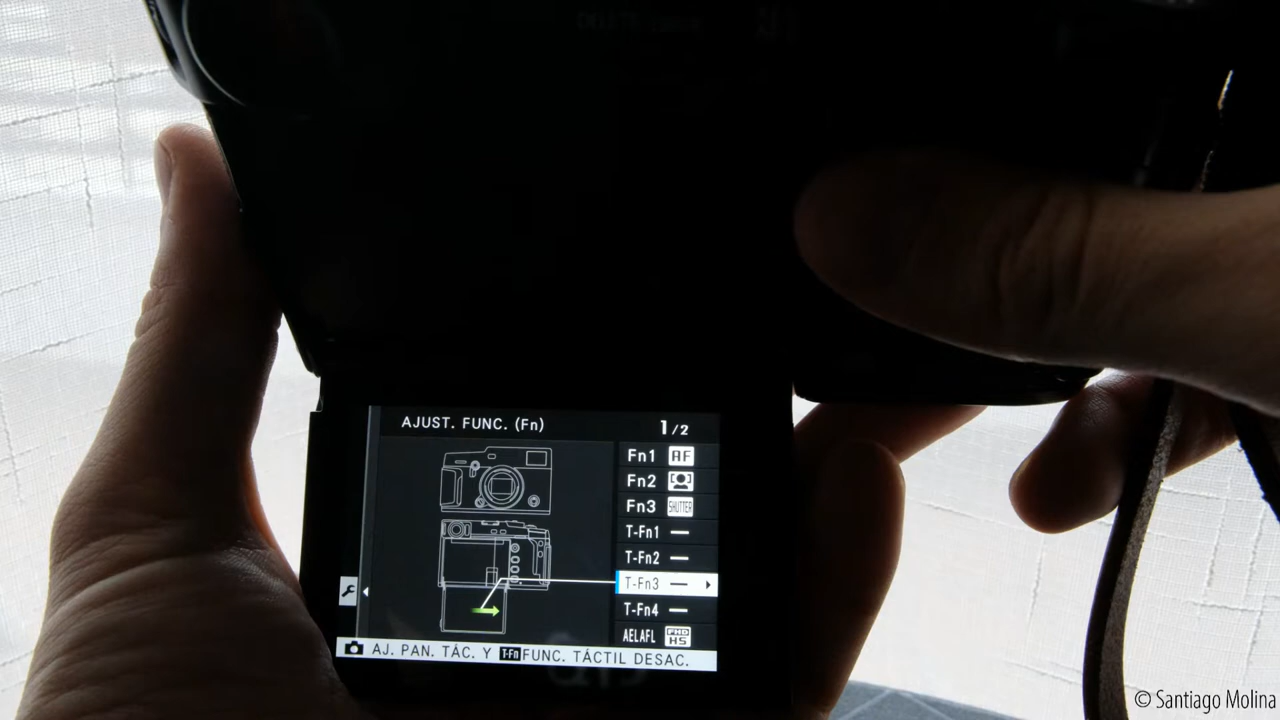 AJUST. FUNC. (Fn) 1/2
Fn1 AF
Fn2
Fn3 SHUTTER
T-Fn1 —
T-Fn2 —
T-Fn3 —
T-Fn4 —
AELAFL FHD HS
AJ. PAN. TÁC. Y T-Fn FUNC. TÁCTIL DESAC.
© Santiago Molina